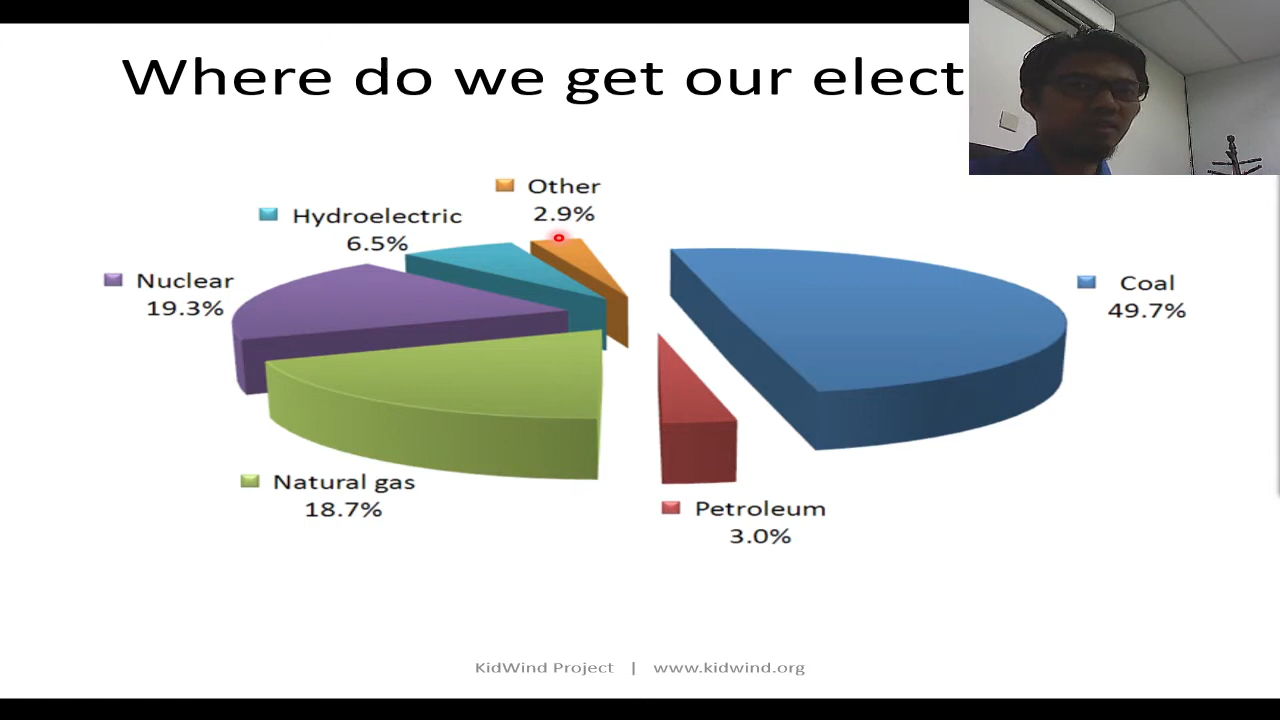 Where do we get our elect
Other
2.9%
Hydroelectric
6.5%
Nuclear
19.3%
Coal
49.7%
Natural gas
18.7%
Petroleum
3.0%
KidWind Project | www.kidwind.org